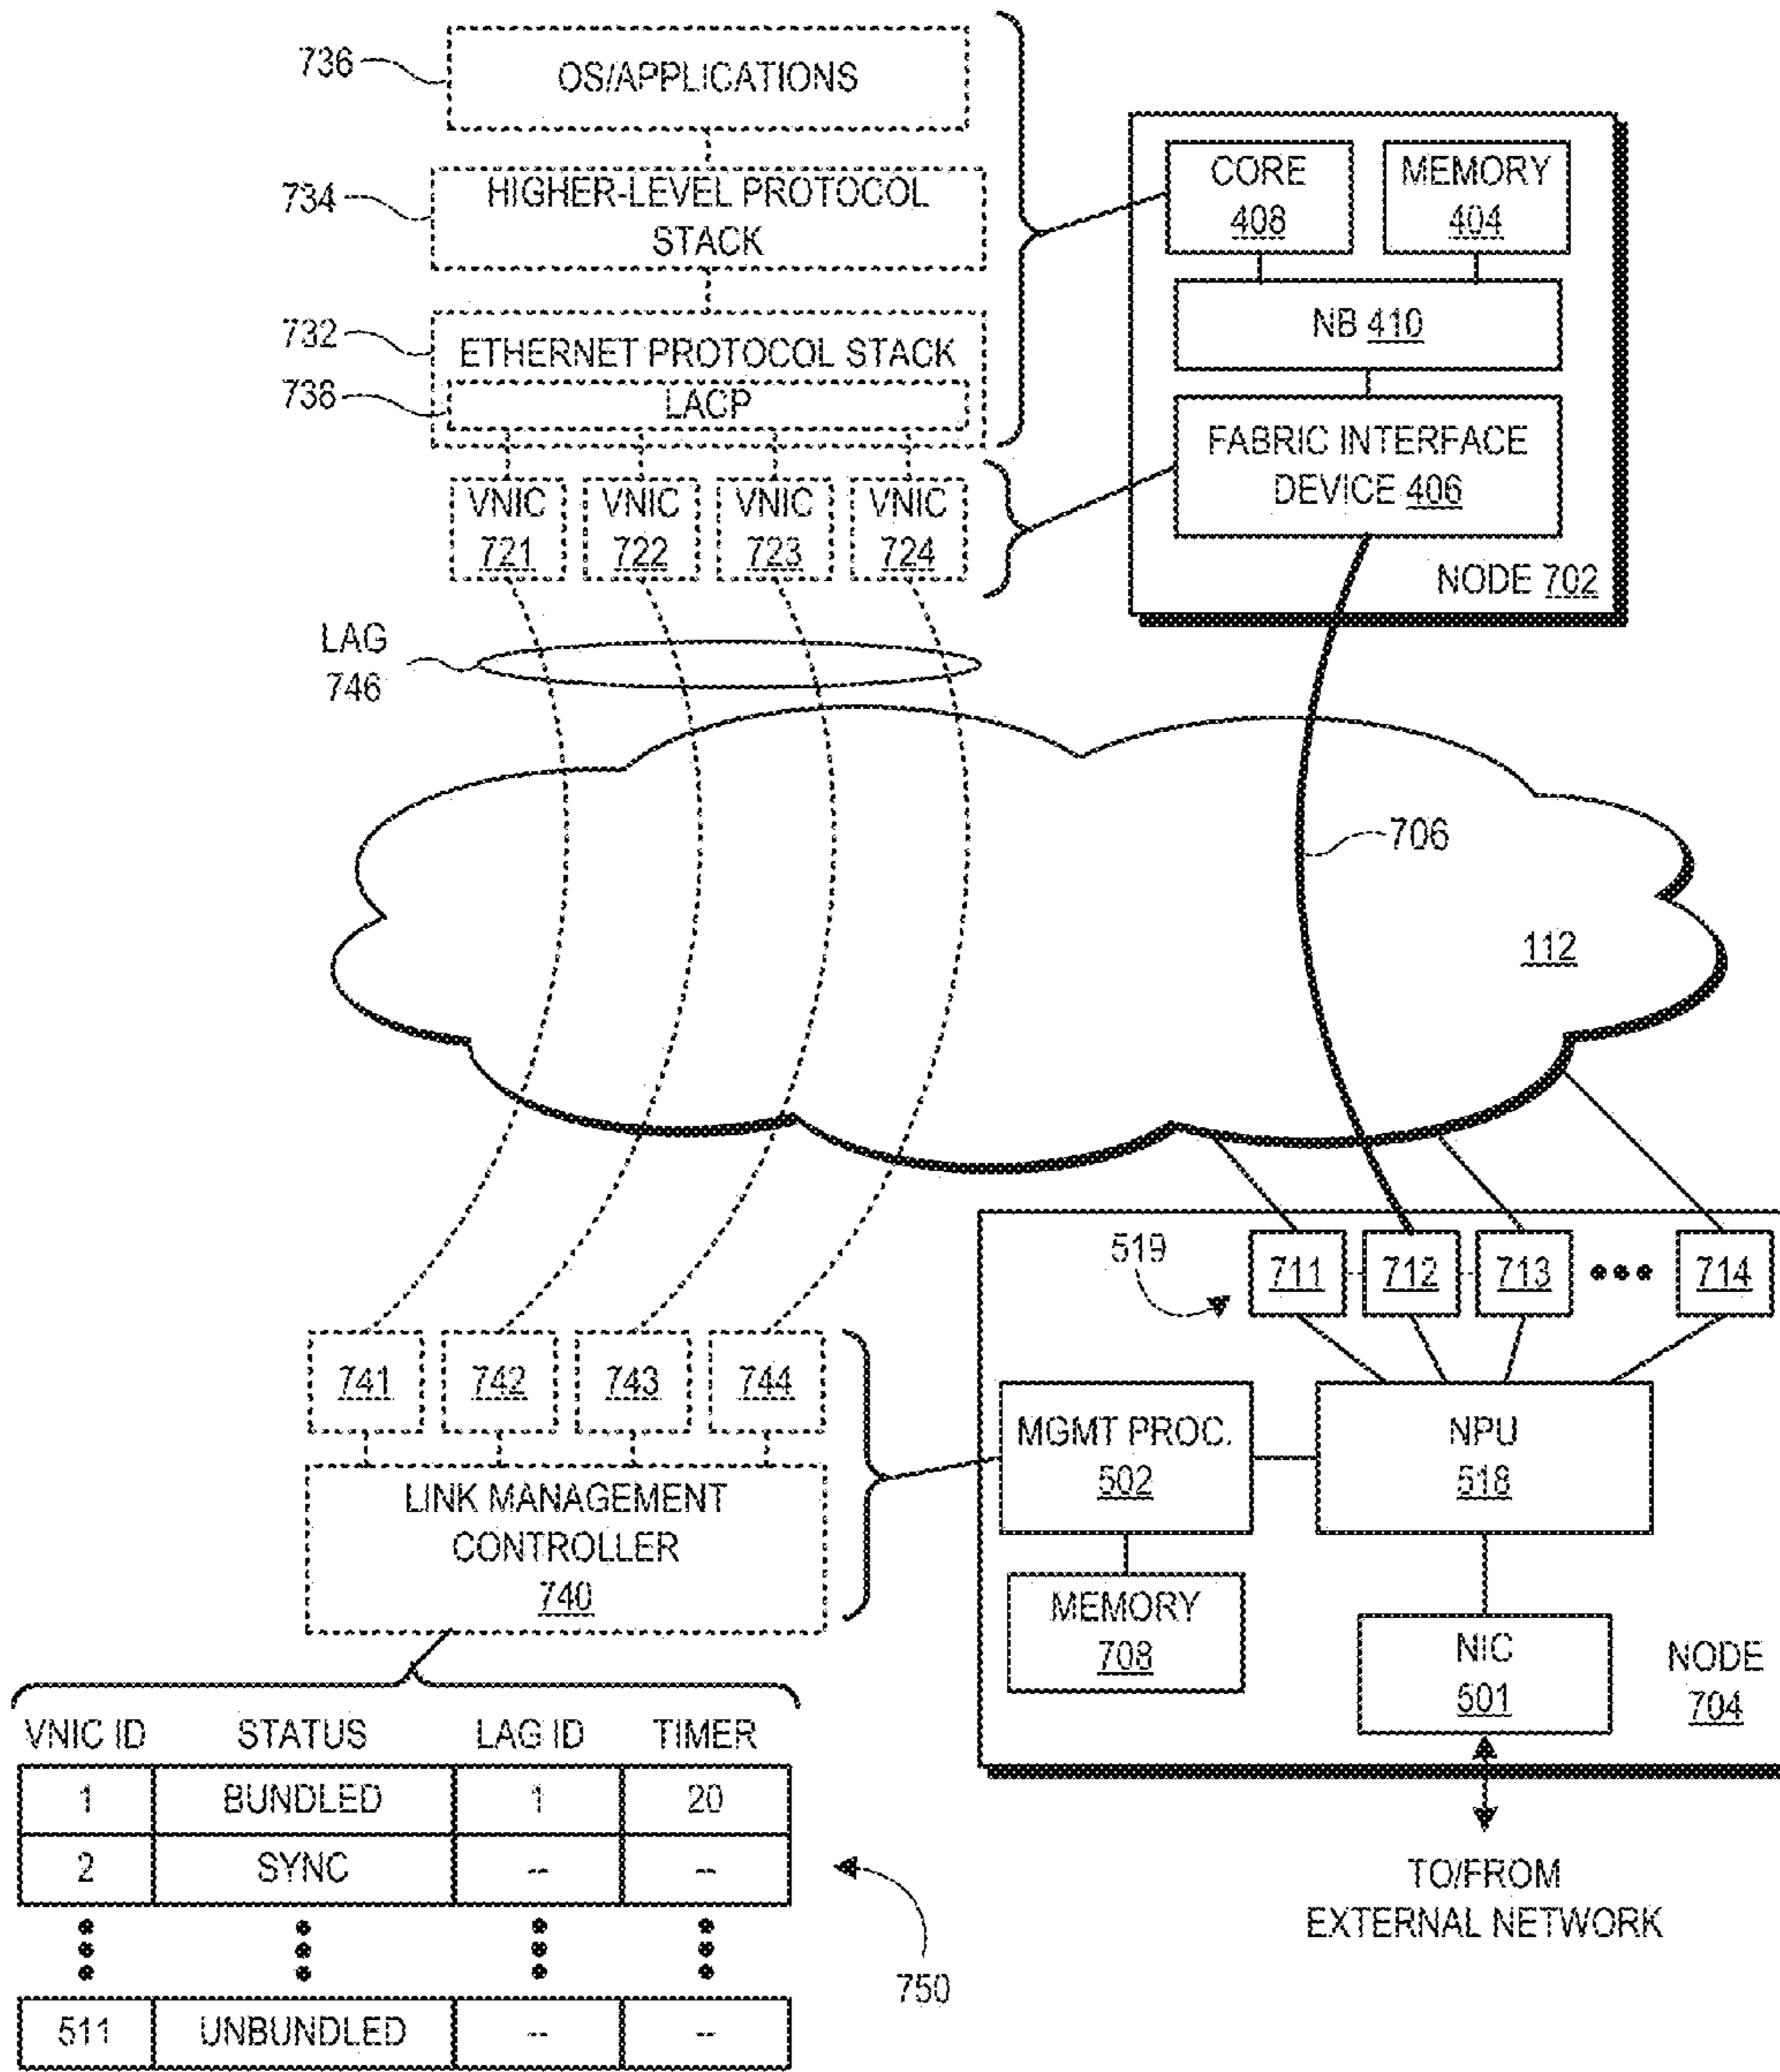 736
OS/APPLICATIONS
734
HIGHER-LEVEL PROTOCOL
STACK
732
ETHERNET PROTOCOL STACK
738
LACP
VNIC
721
VNIC
722
VNIC
723
VNIC
724
CORE
408
MEMORY
404
NB 410
FABRIC INTERFACE
DEVICE 406
NODE 702
LAG
746
706
112
519
711
712
713
714
741
742
743
744
LINK MANAGEMENT
CONTROLLER
740
MGMT PROC.
502
NPU
518
MEMORY
708
NIC
501
NODE
704
TO/FROM
EXTERNAL NETWORK
VNIC ID STATUS LAG ID TIMER
1 BUNDLED 1 20
2 SYNC -- --
511 UNBUNDLED -- --
750